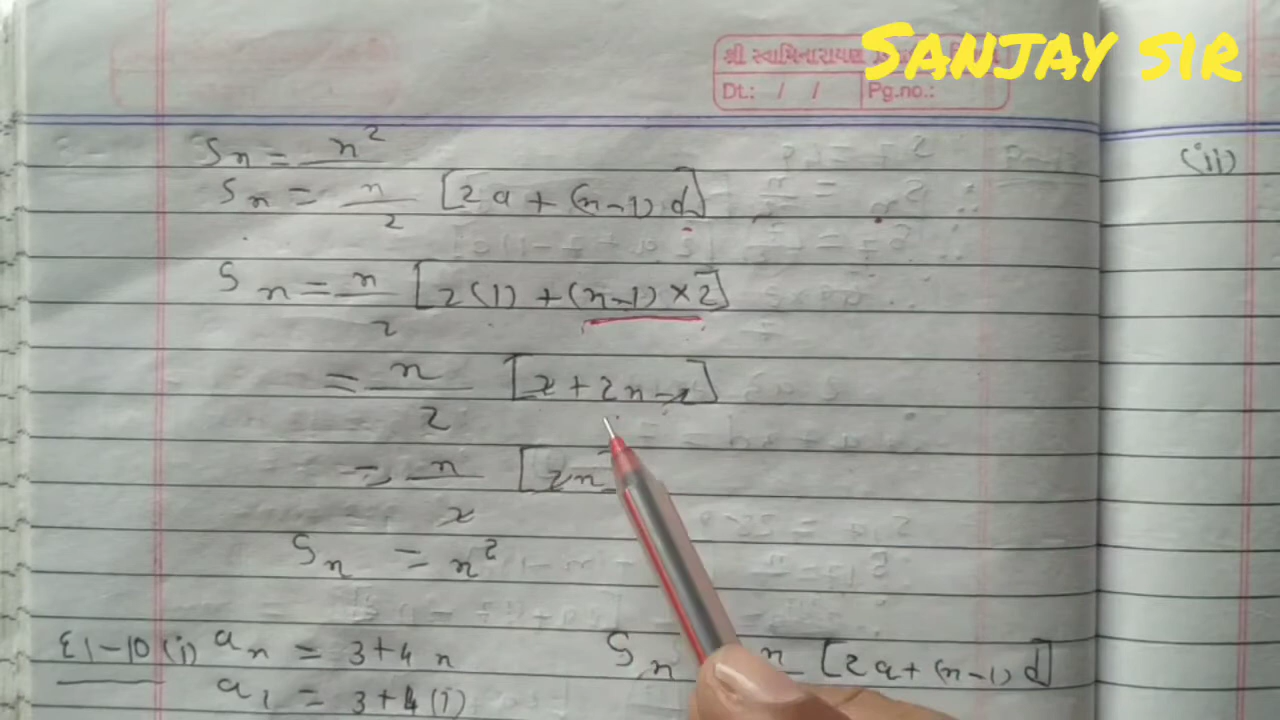 SANJAY SIR
શ્રી સ્વામિનારાયણ
Dt.: / / Pg.no.:
Sn = n²
(ii)
Sn = n/2 [2a + (n-1) d]
Sn = n/2 [2(1) + (n-1) × 2]
= n/2 [2 + 2n - 2]
= n/2 [2n
Sn = n²
E1-10 (i) an = 3+4n
Sn n [2a + (n-1) d]
a1 = 3+4(1)